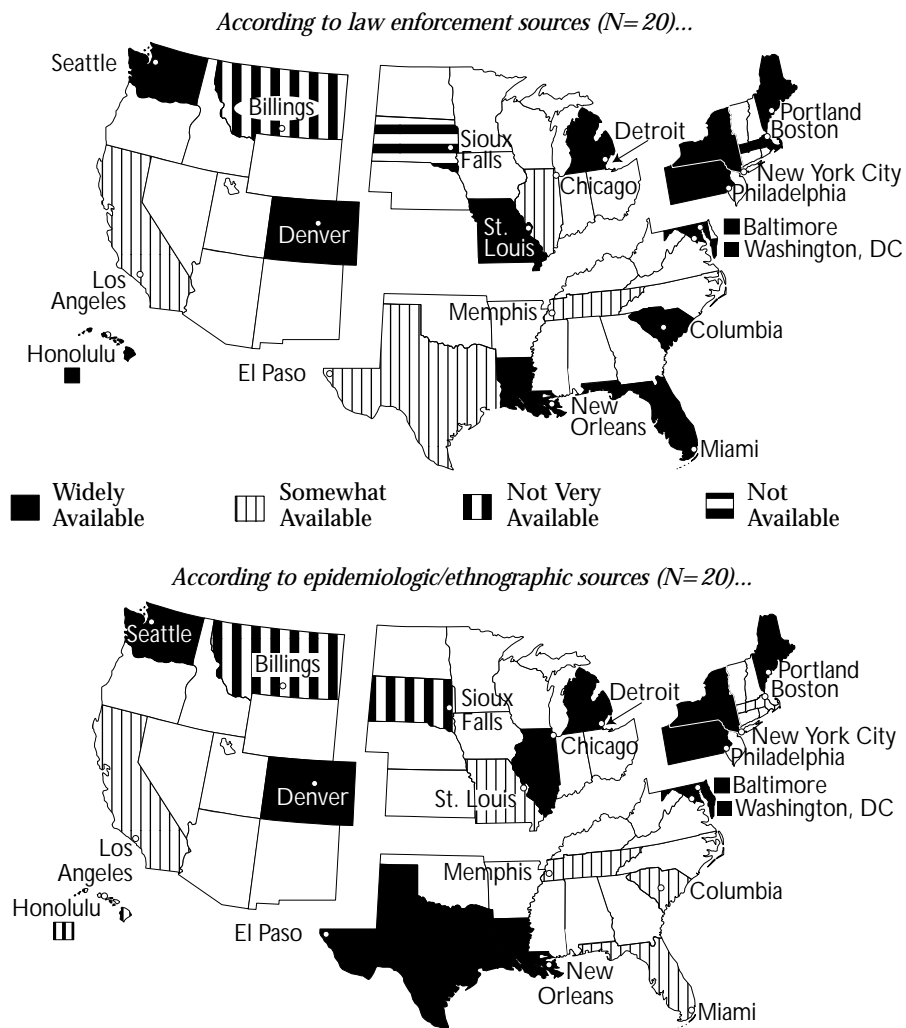 According to law enforcement sources (N=20)...
Seattle
Billings
Sioux
Falls
Detroit
Portland
Boston
Chicago
New York City
Philadelphia
Denver
St.
Louis
Baltimore
Washington, DC
Los
Angeles
Memphis
Columbia
Honolulu
El Paso
New
Orleans
Miami
Widely
Available
Somewhat
Available
Not Very
Available
Not
Available
According to epidemiologic/ethnographic sources (N=20)...
Seattle
Billings
Sioux
Falls
Detroit
Portland
Boston
Chicago
New York City
Philadelphia
Denver
St. Louis
Baltimore
Washington, DC
Los
Angeles
Memphis
Columbia
Honolulu
El Paso
New
Orleans
Miami